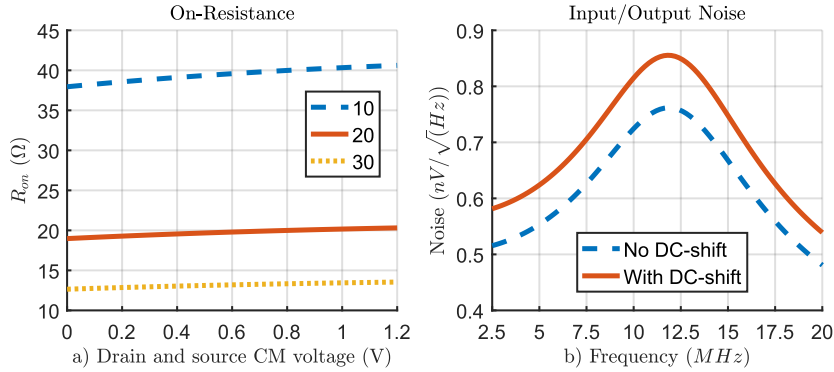 On-Resistance
45
40
35
30
25
20
15
10
R_on (Ω)
10
20
30
0 0.2 0.4 0.6 0.8 1 1.2
a) Drain and source CM voltage (V)
Input/Output Noise
0.9
0.8
0.7
0.6
0.5
0.4
Noise (nV/√(Hz))
No DC-shift
With DC-shift
2.5 5 7.5 10 12.5 15 17.5 20
b) Frequency (MHz)